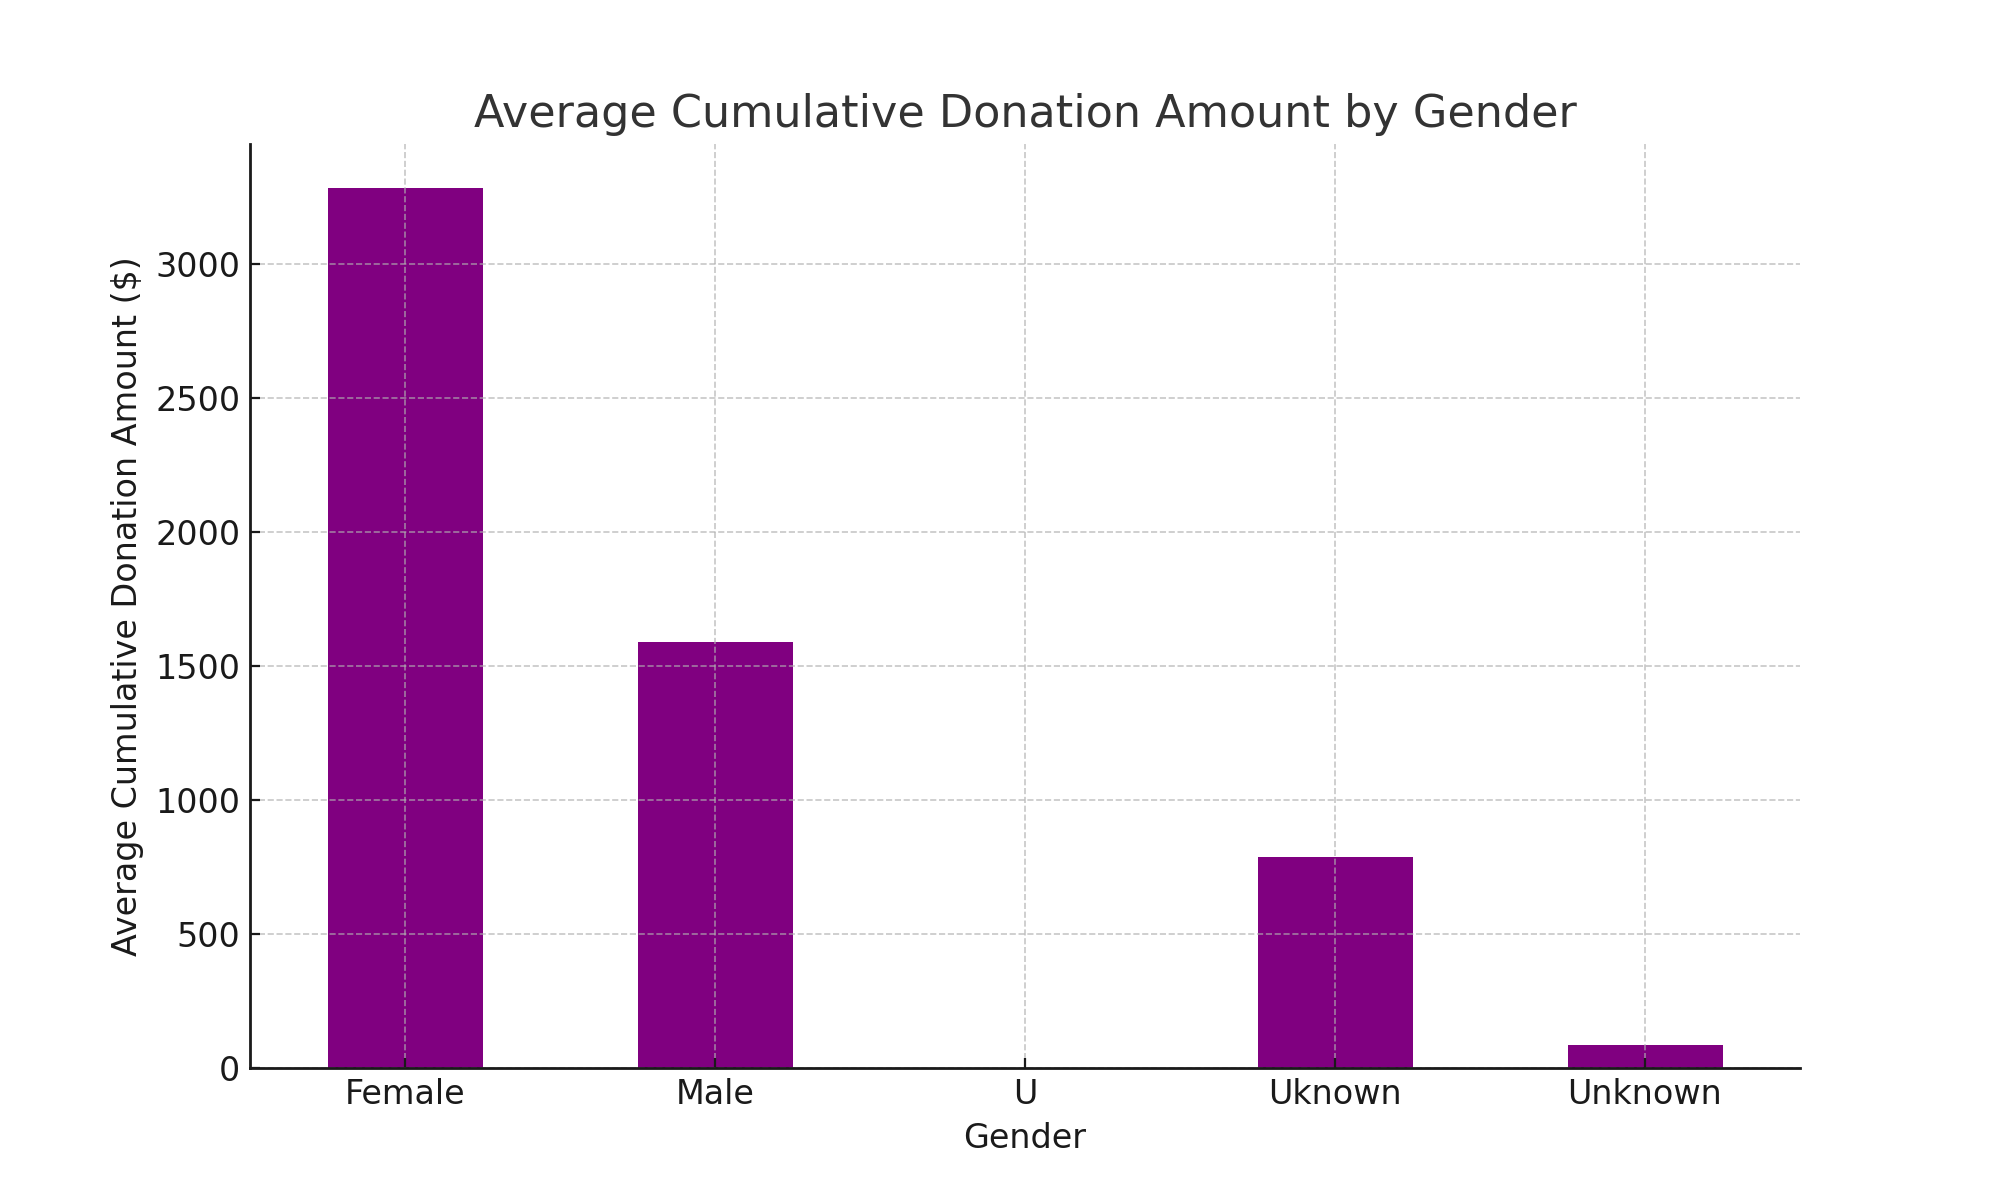 Average Cumulative Donation Amount by Gender
Average Cumulative Donation Amount ($)
3000
2500
2000
1500
1000
500
0
Female
Male
U
Uknown
Unknown
Gender